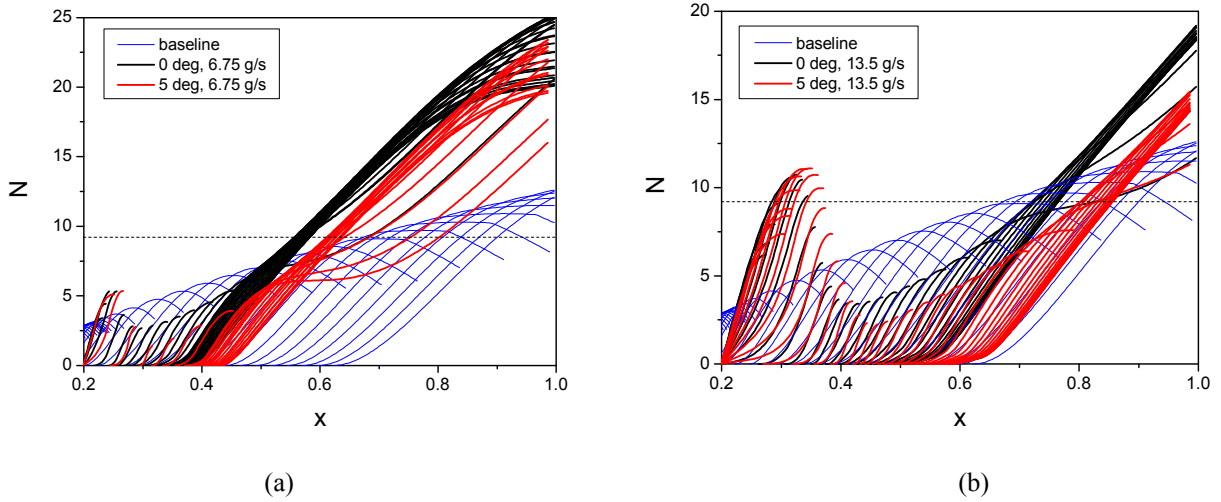 baseline
0 deg, 6.75 g/s
5 deg, 6.75 g/s
N
25
20
15
10
5
0
0.2 0.4 0.6 0.8 1.0
x
(a)
baseline
0 deg, 13.5 g/s
5 deg, 13.5 g/s
N
20
15
10
5
0
0.2 0.4 0.6 0.8 1.0
x
(b)